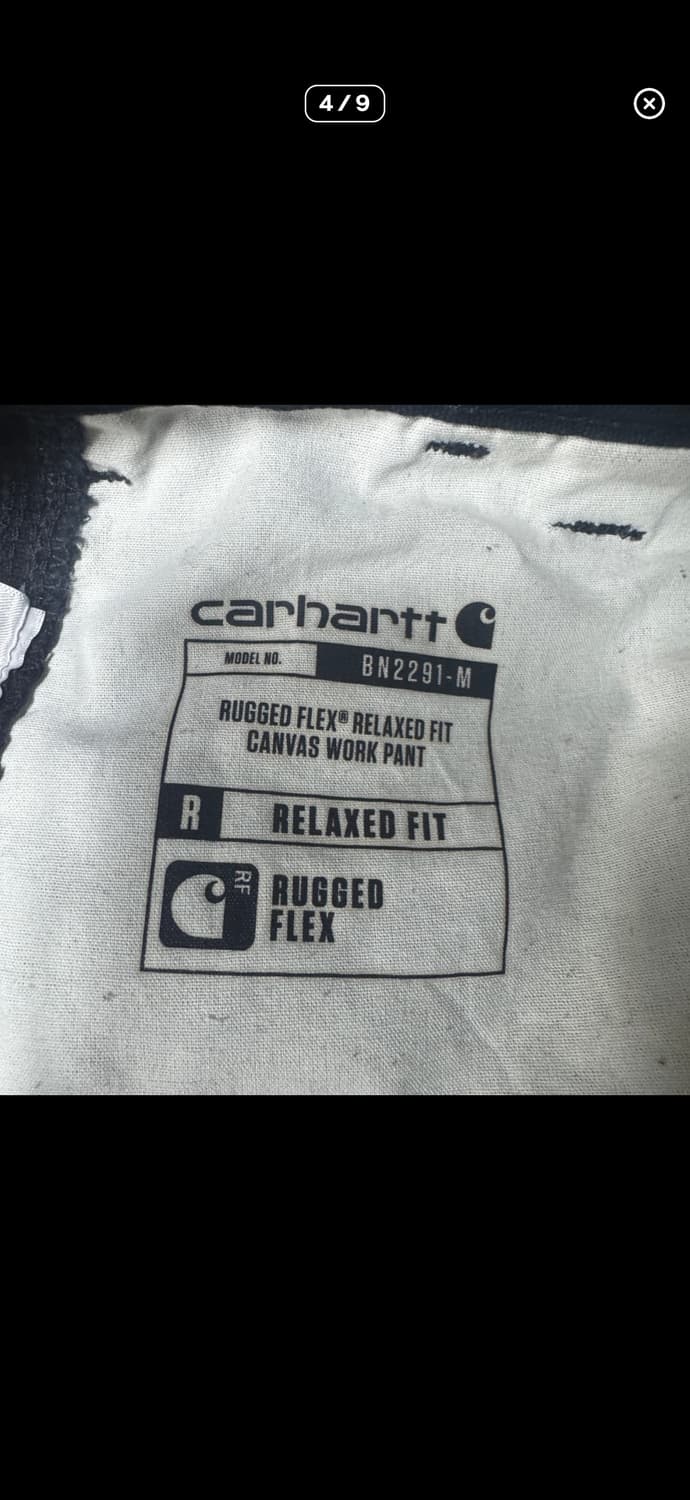 4/9
carhartt
MODEL NO. BN2291-M
RUGGED FLEX® RELAXED FIT
CANVAS WORK PANT
R RELAXED FIT
RF
RUGGED
FLEX